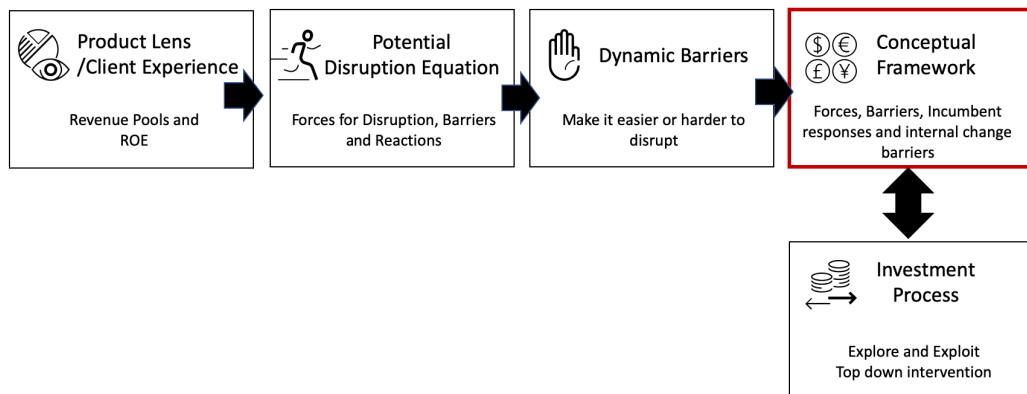 Product Lens
/Client Experience
Revenue Pools and
ROE
Potential
Disruption Equation
Forces for Disruption, Barriers
and Reactions
Dynamic Barriers
Make it easier or harder to
disrupt
$ €
£ ¥
Conceptual
Framework
Forces, Barriers, Incumbent
responses and internal change
barriers
Investment
Process
Explore and Exploit
Top down intervention